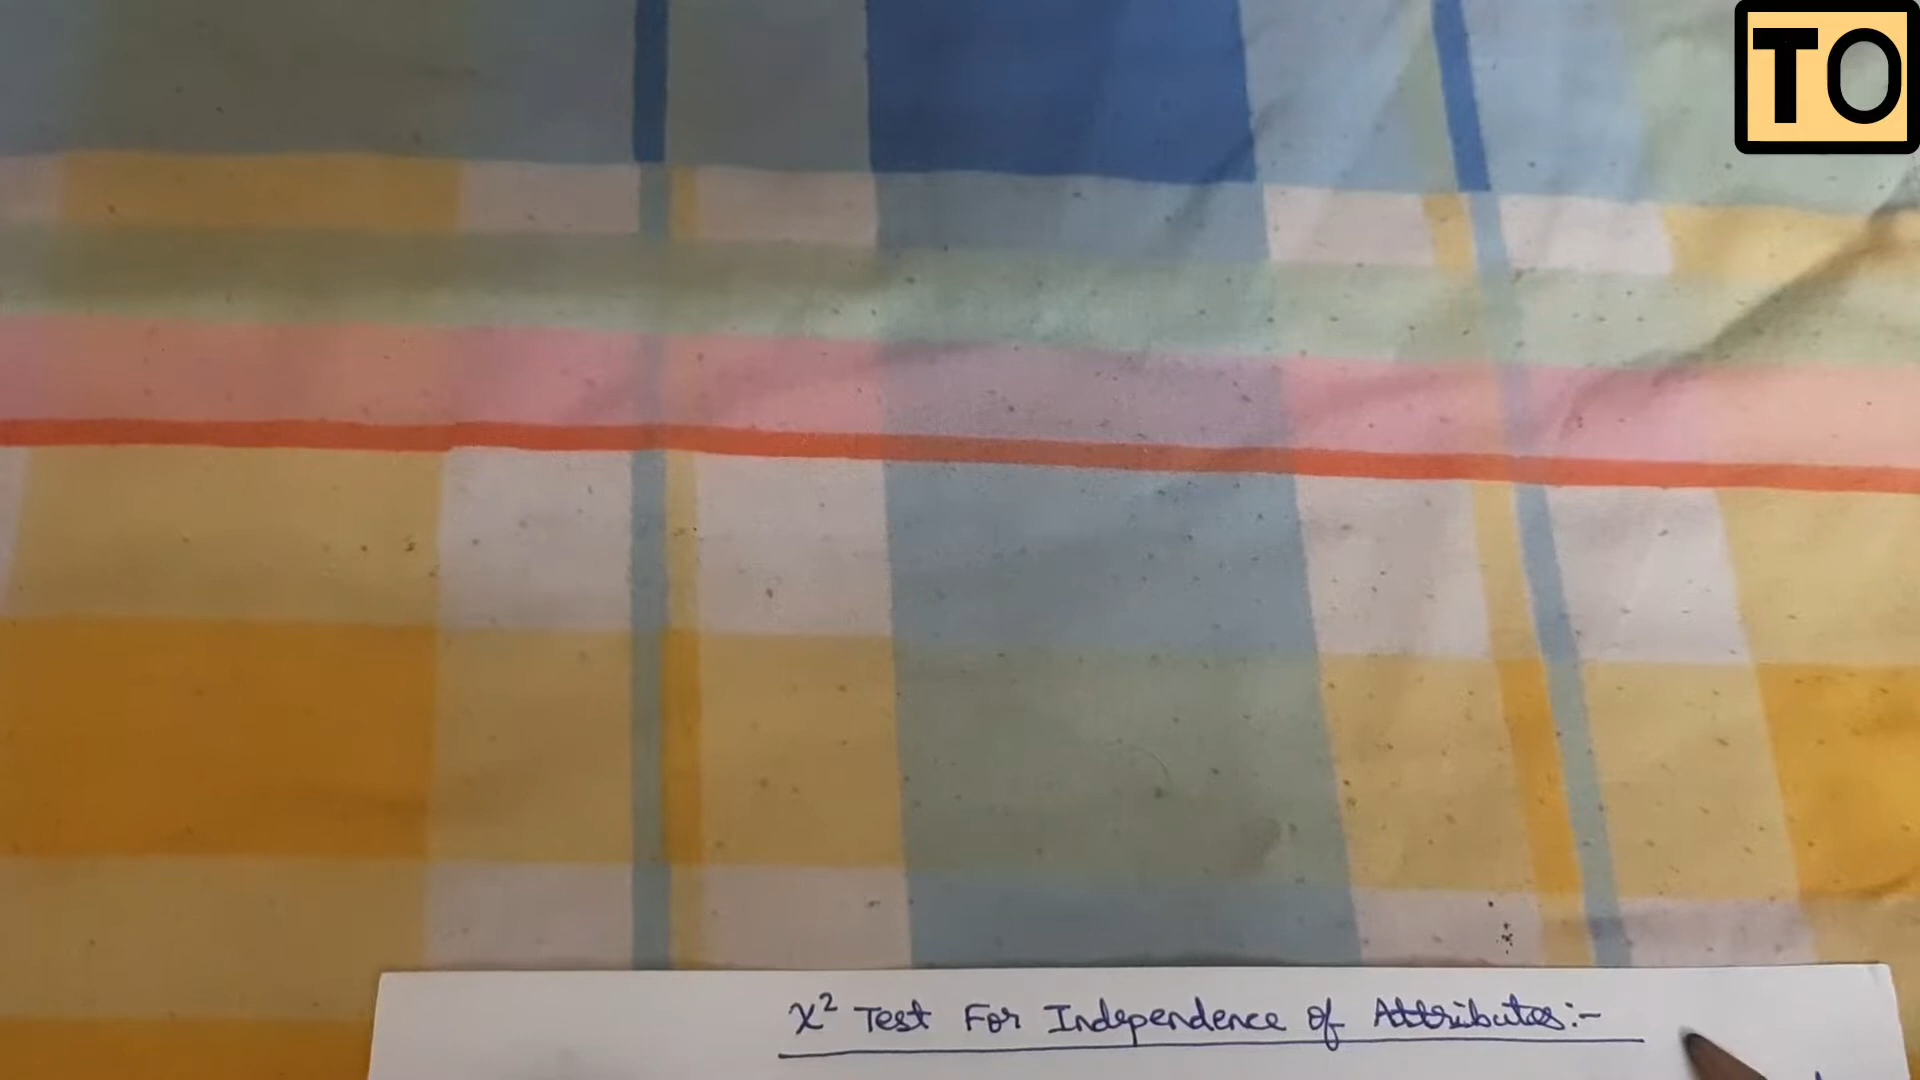 TO
χ² Test For Independence of Attributes:-